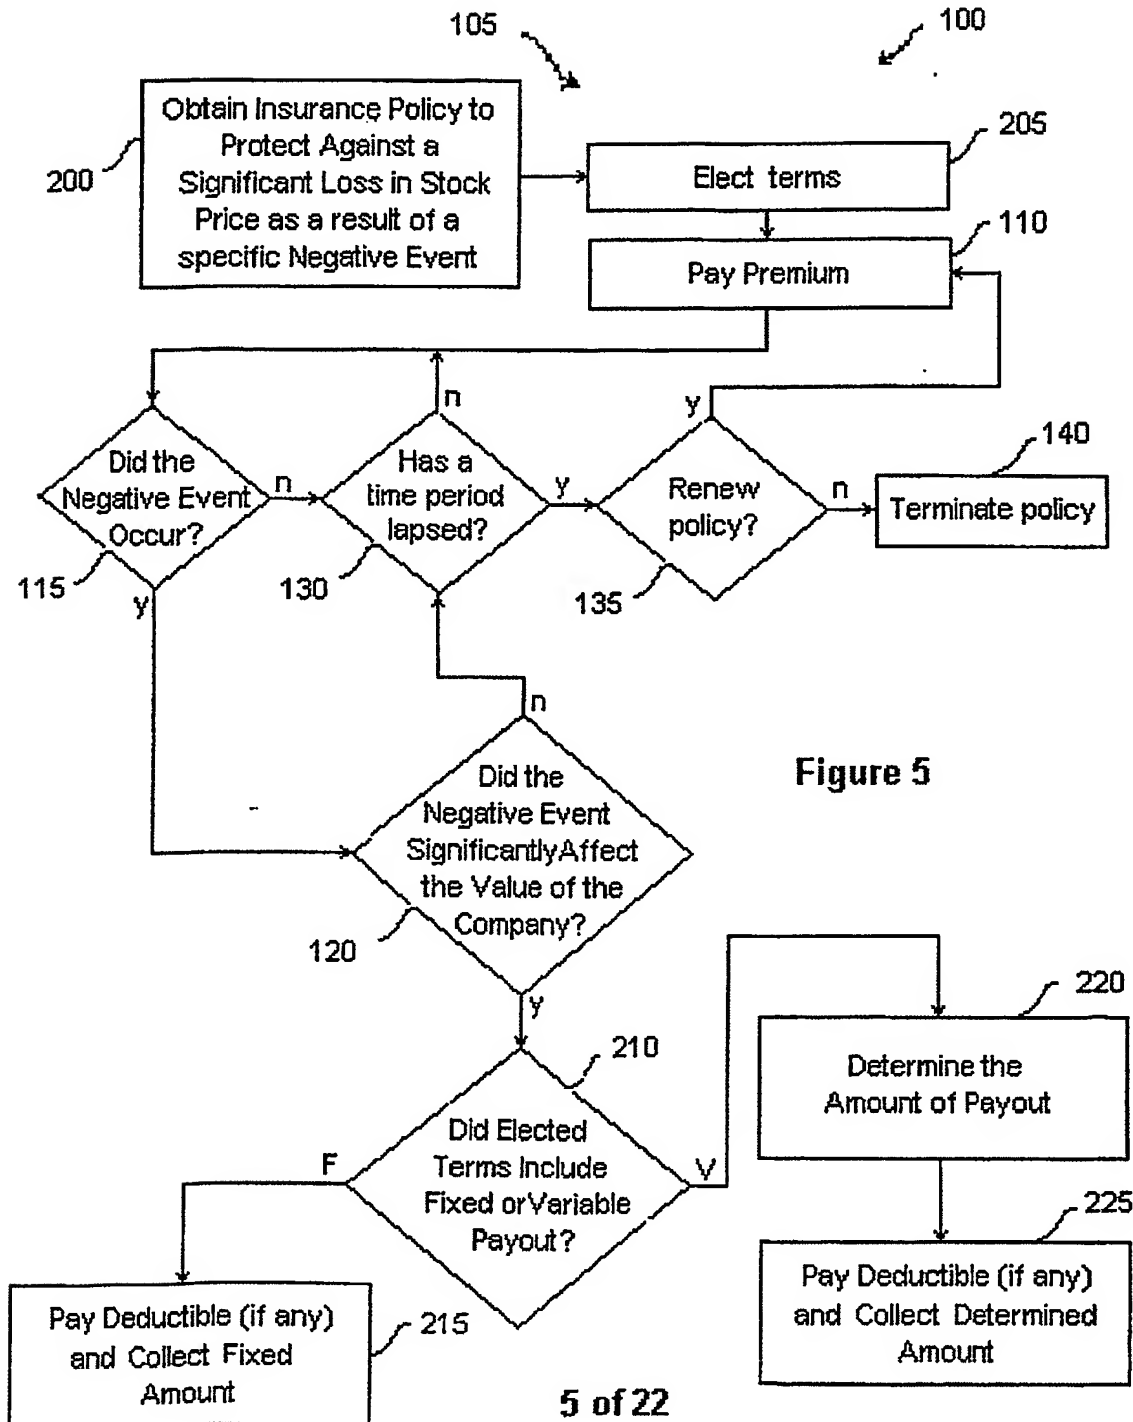 105
100
Obtain Insurance Policy to
Protect Against a
Significant Loss in Stock
Price as a result of a
specific Negative Event
200
205
Elect terms
110
Pay Premium
n
y
Did the
Negative Event
Occur?
n
115
y
Has a
time period
lapsed?
y
130
Renew
policy?
n
135
140
Terminate policy
n
Did the
Negative Event
Significantly Affect
the Value of the
Company?
120
y
Figure 5
210
Did Elected
Terms Include
Fixed or Variable
Payout?
F
V
220
Determine the
Amount of Payout
225
Pay Deductible (if any)
and Collect Determined
Amount
Pay Deductible (if any)
and Collect Fixed
Amount
215
5 of 22